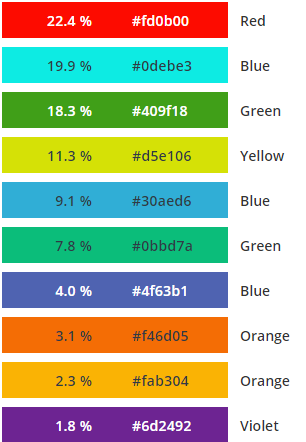 22.4 % #fd0b00 Red
19.9 % #0debe3 Blue
18.3 % #409f18 Green
11.3 % #d5e106 Yellow
9.1 % #30aed6 Blue
7.8 % #0bbd7a Green
4.0 % #4f63b1 Blue
3.1 % #f46d05 Orange
2.3 % #fab304 Orange
1.8 % #6d2492 Violet